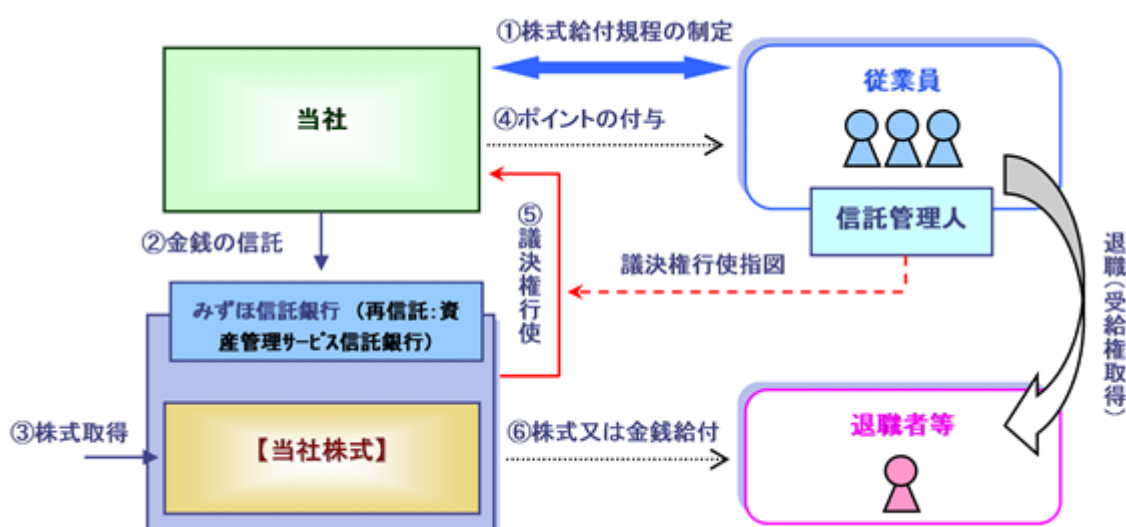 ①株式給付規程の制定
当社
従業員
④ポイントの付与
信託管理人
②金銭の信託
⑤議決権行使
議決権行使指図
退職(受給権取得)
みずほ信託銀行 (再信託:資
産管理サービス信託銀行)
③株式取得
【当社株式】
⑥株式又は金銭給付
退職者等